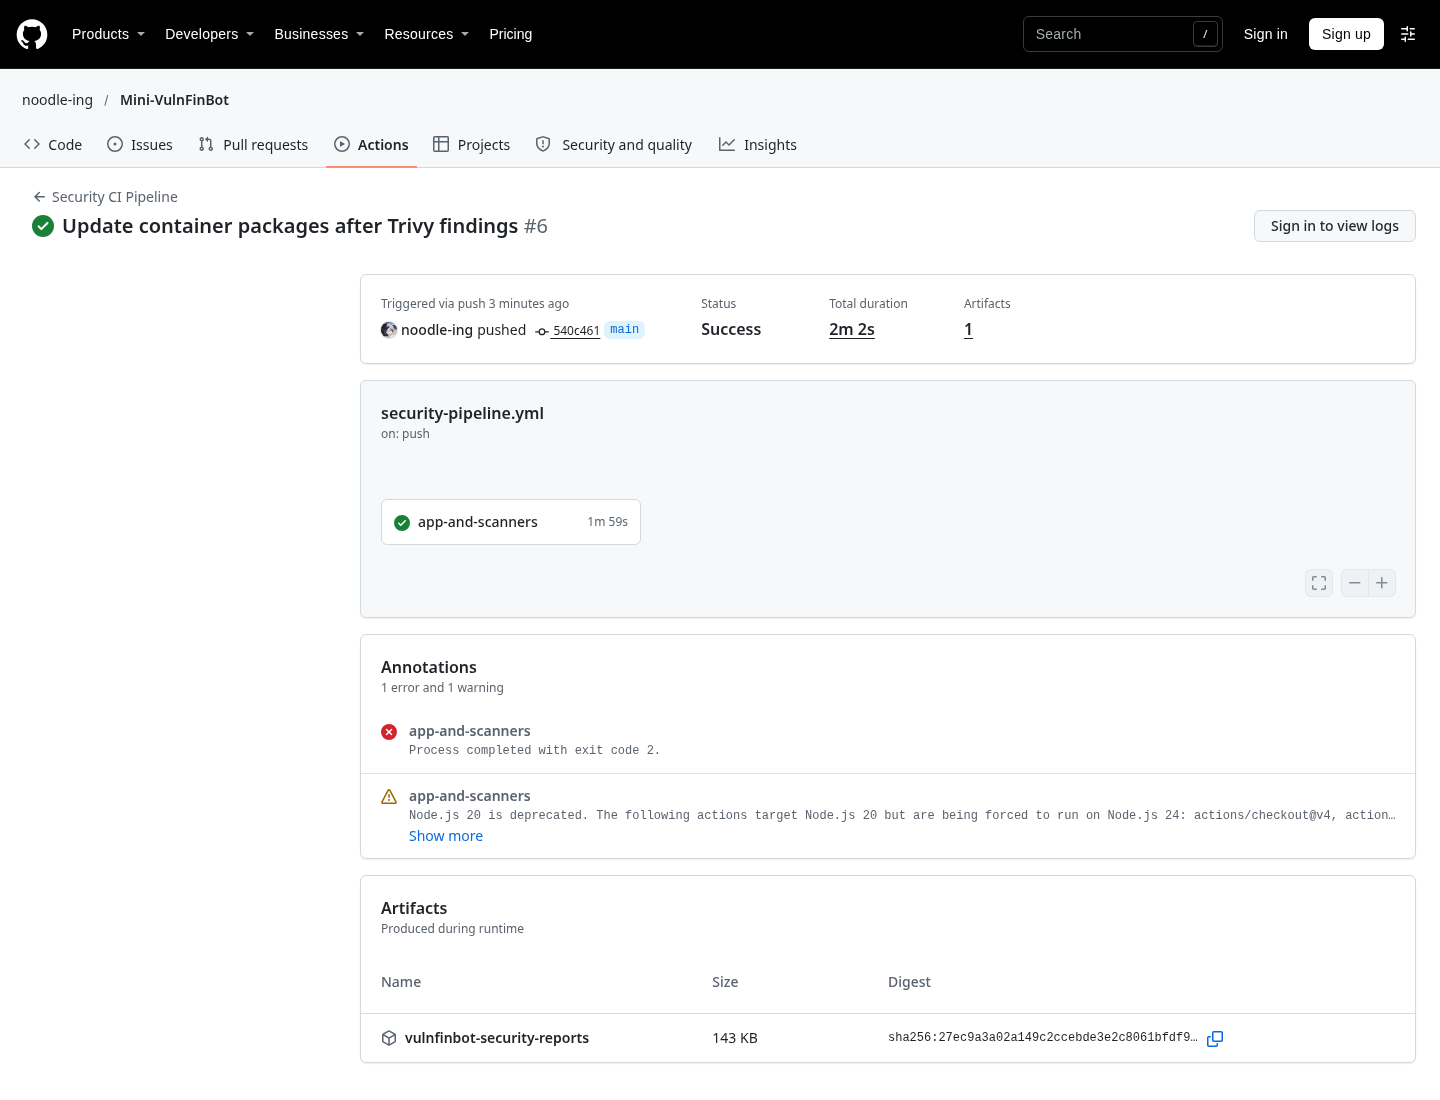 Products Developers Businesses Resources Pricing Search / Sign in Sign up
noodle-ing / Mini-VulnFinBot
Code Issues Pull requests Actions Projects Security and quality Insights
Security CI Pipeline
Update container packages after Trivy findings #6
Sign in to view logs
Triggered via push 3 minutes ago Status Total duration Artifacts
noodle-ing pushed 540c461 main Success 2m 2s 1
security-pipeline.yml
on: push
app-and-scanners 1m 59s
Annotations
1 error and 1 warning
app-and-scanners
Process completed with exit code 2.
app-and-scanners
Node.js 20 is deprecated. The following actions target Node.js 20 but are being forced to run on Node.js 24: actions/checkout@v4, action…
Show more
Artifacts
Produced during runtime
Name Size Digest
vulnfinbot-security-reports 143 KB sha256:27ec9a3a02a149c2ccebde3e2c8061bfdf9…